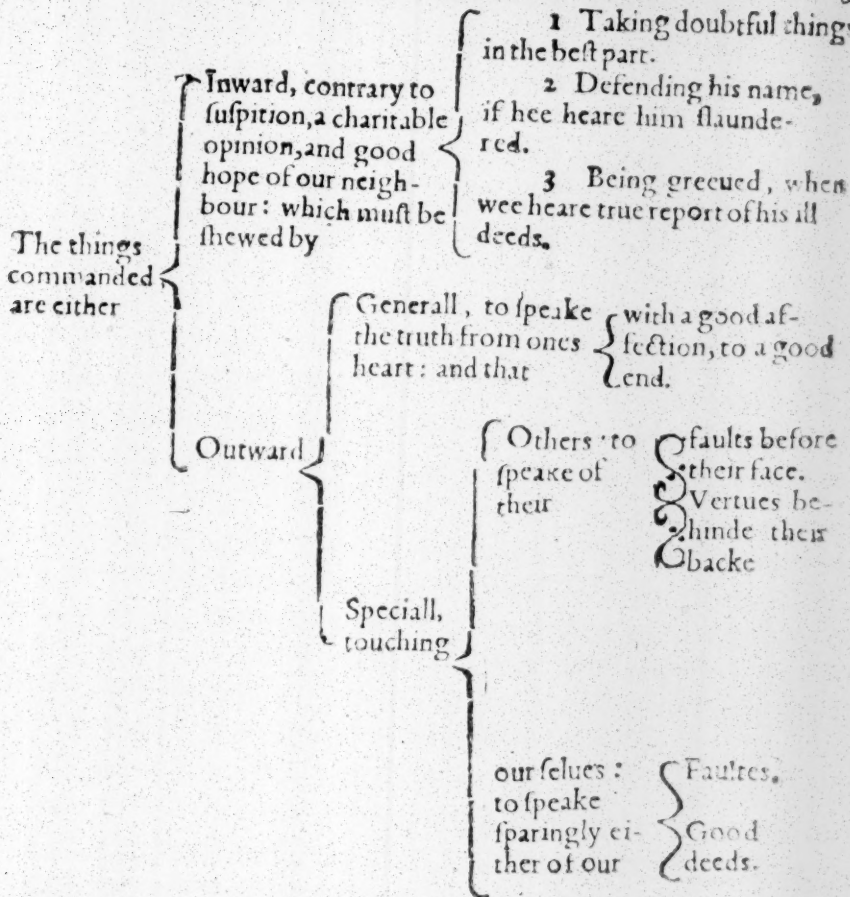 The things
commanded
are either
Inward, contrary to
ſuſpition, a charitable
opinion, and good
hope of our neigh-
bour: which muſt be
ſhewed by
1 Taking doubtful things
in the beſt part.
2 Defending his name,
if hee heare him ſlaunde-
red.
3 Being greeued, when
wee heare true report of his ill
deeds.
Outward
Generall, to ſpeake
the truth from ones
heart: and that
with a good af-
fection, to a good
end.
Speciall,
touching
Others to
ſpeake of
their
faults before
their face.
Vertues be-
hinde their
backe
our ſelues:
to ſpeake
ſparingly ei-
ther of our
Faultes.
Good
deeds.